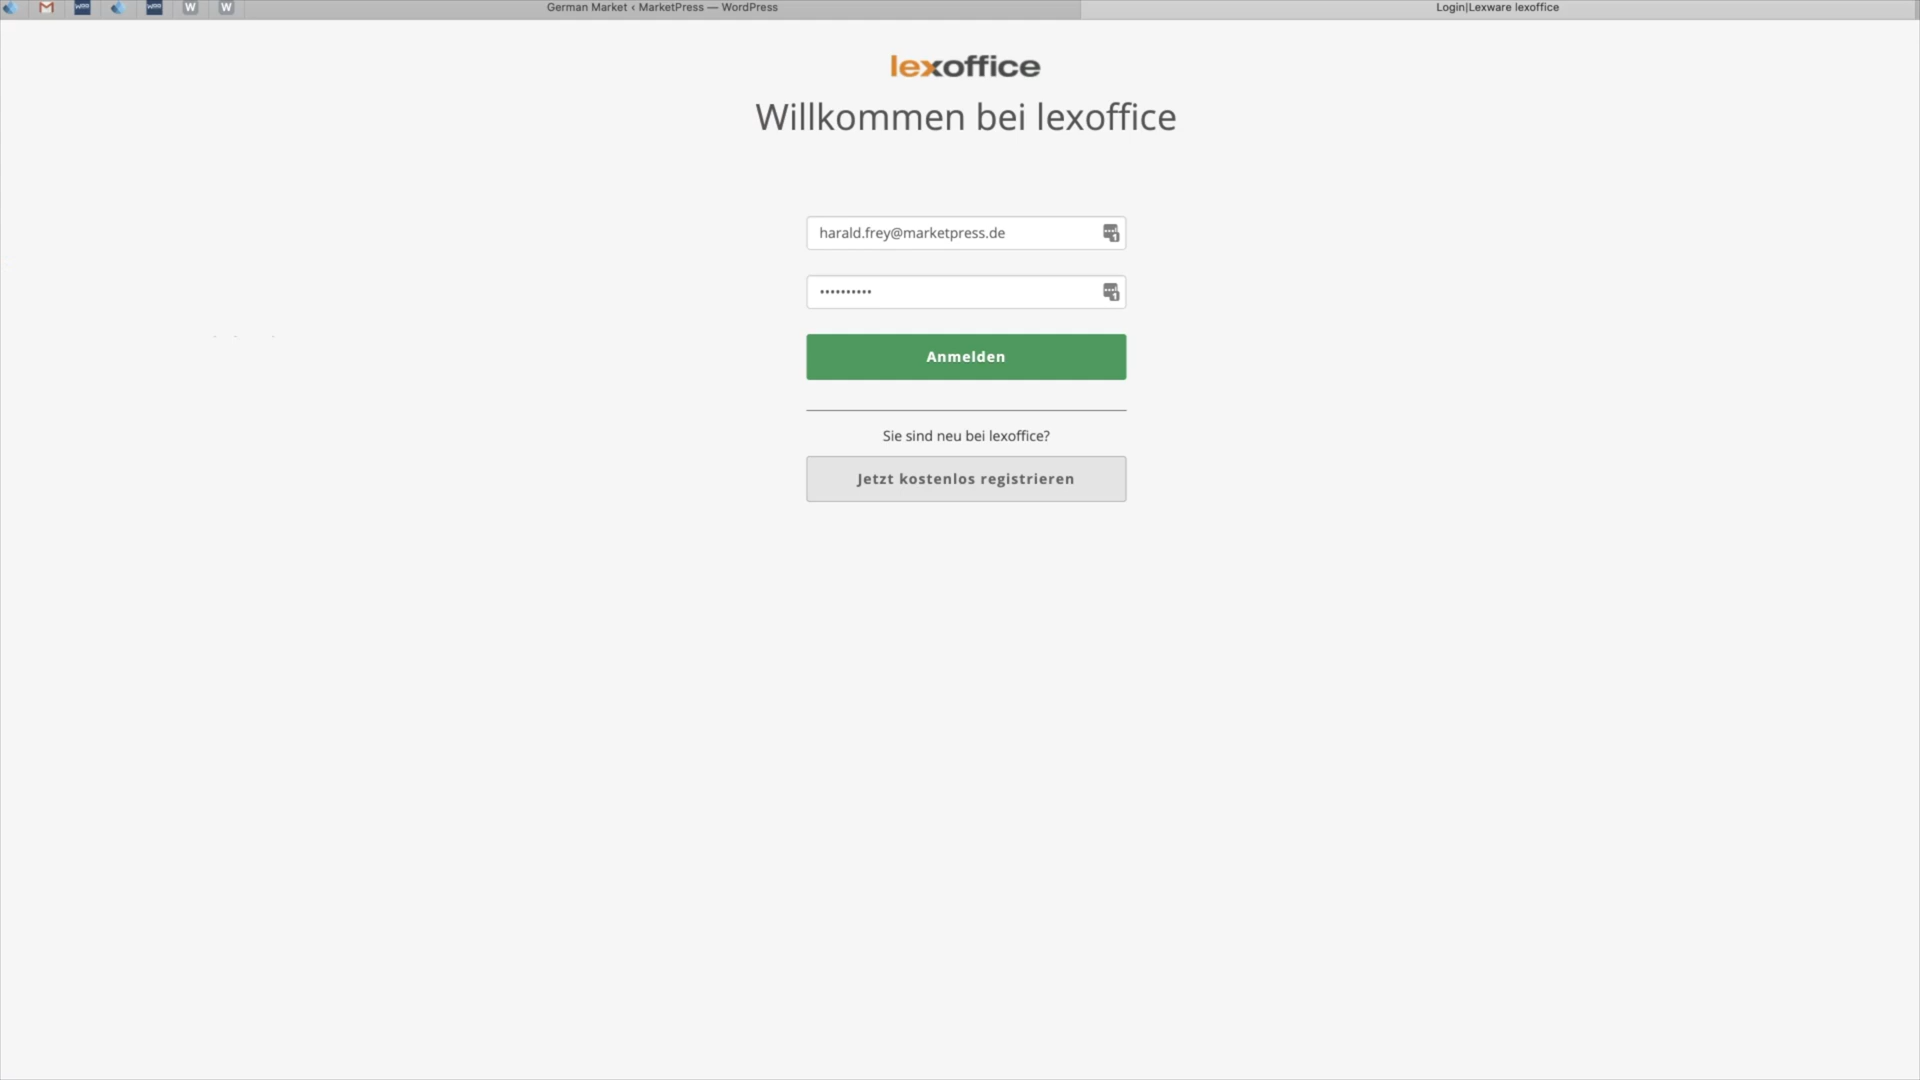 German Market ‹ MarketPress — WordPress
Login|Lexware lexoffice
lexoffice
Willkommen bei lexoffice
harald.frey@marketpress.de
••••••••••
Anmelden
Sie sind neu bei lexoffice?
Jetzt kostenlos registrieren